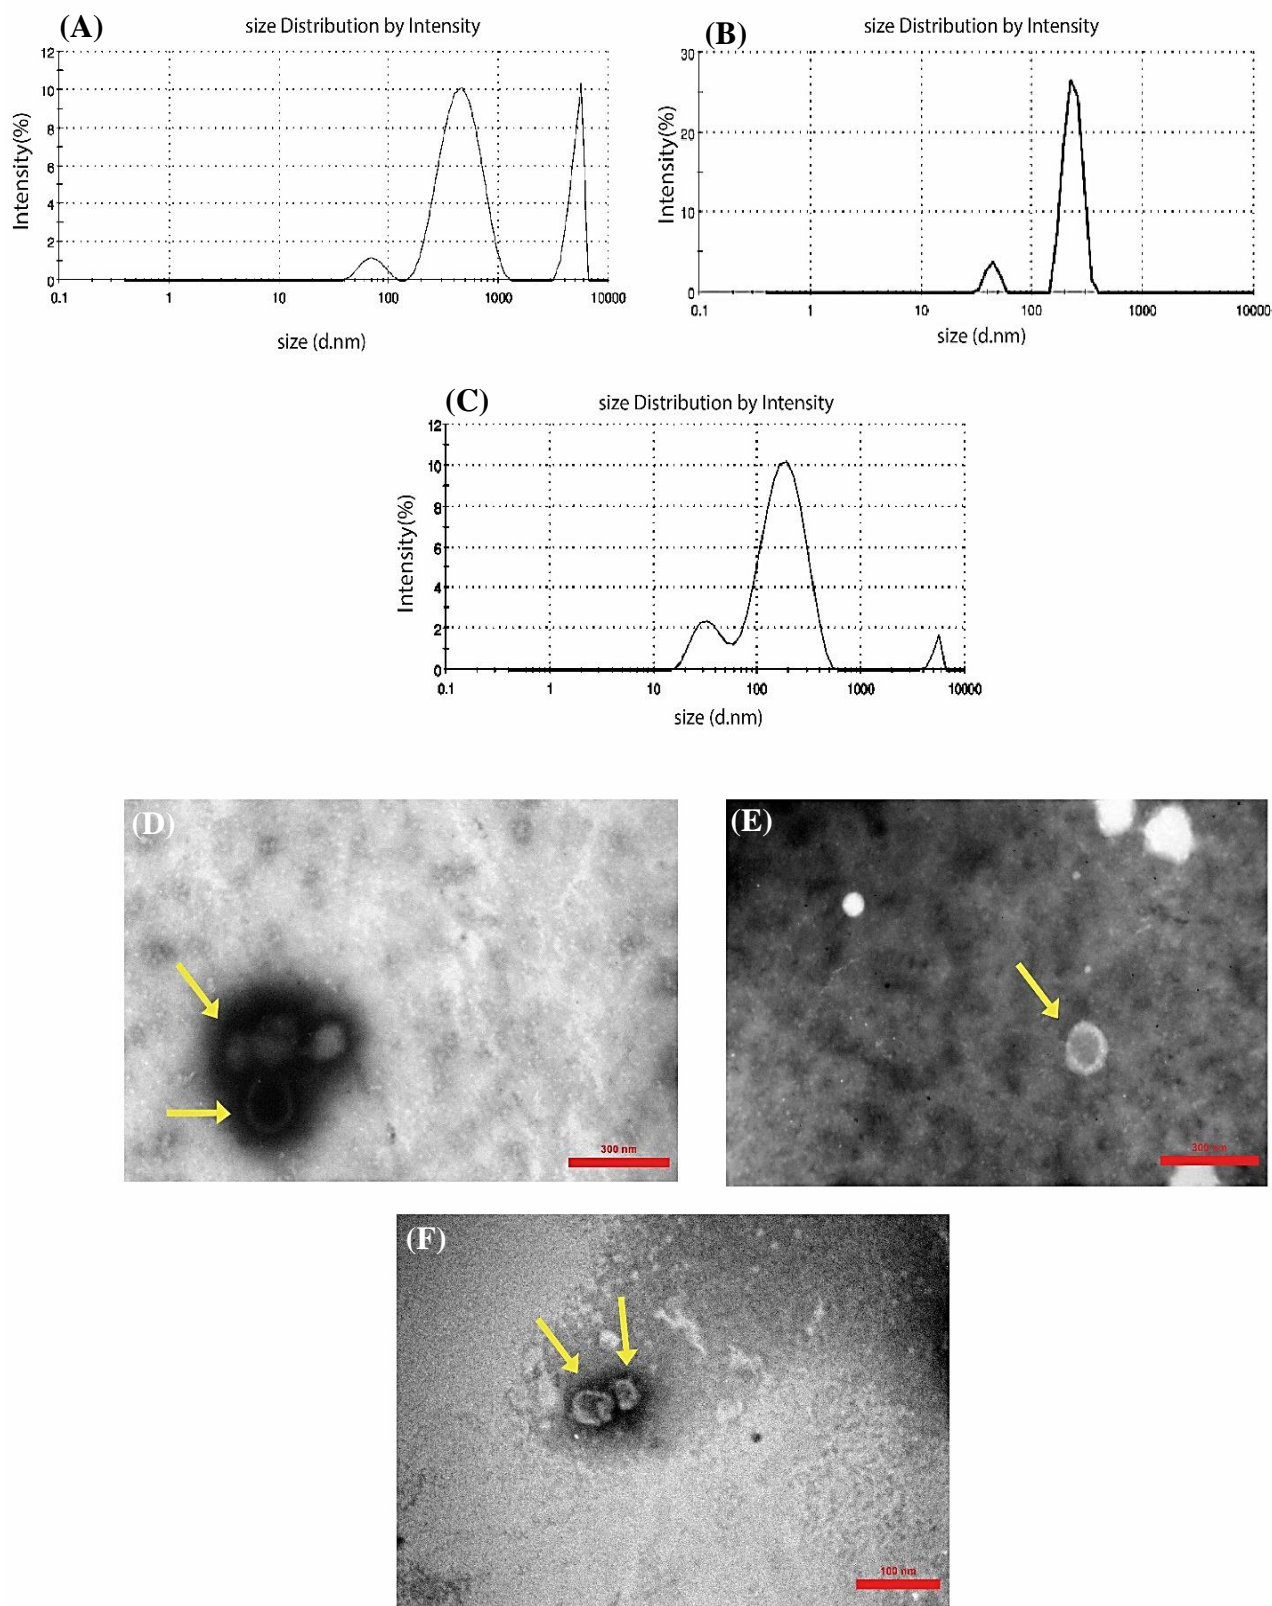 (A)
size Distribution by Intensity
Intensity(%)
12
10
8
6
4
2
0
0.1 1 10 100 1000 10000
size (d.nm)
(B)
size Distribution by Intensity
Intensity(%)
30
20
10
0
0.1 1 10 100 1000 10000
size (d.nm)
(C)
size Distribution by Intensity
Intensity(%)
12
10
8
6
4
2
0
0.1 1 10 100 1000 10000
size (d.nm)
(D)
300 nm
(E)
300 nm
(F)
100 nm